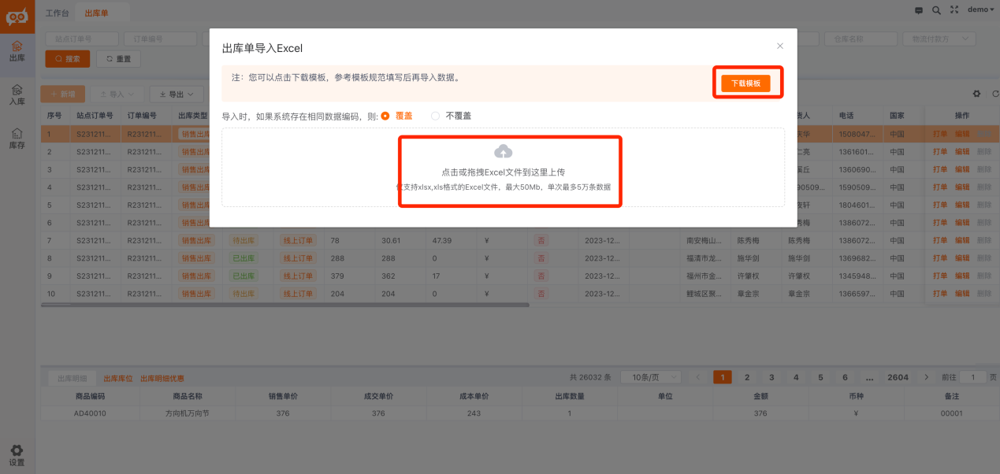 工作台 出库单 demo
站点订单号 订单编号 仓库名称 物流付款方
搜索 重置
出库
入库
库存
设置
出库单导入Excel
注：您可以点击下载模板，参考模板规范填写后再导入数据。 下载模板
导入时，如果系统存在相同数据编码，则: 覆盖 不覆盖
点击或拖拽Excel文件到这里上传
支持xlsx,xls格式的Excel文件，最大50Mb，单次最多5万条数据
新增 导入 导出
序号 站点订单号 订单编号 出库类型 电话 国家 操作
1 S231211... R231211... 销售出库 1508047... 中国 打单 编辑
2 S231211... R231211... 销售出库 1361601... 中国 打单 编辑 删除
3 S231211... R231211... 销售出库 1360690... 中国 打单 编辑 删除
4 S231211... R231211... 销售出库 1590509... 中国 打单 编辑 删除
5 S231211... R231211... 销售出库 1804601... 中国 打单 编辑 删除
6 S231211... R231211... 销售出库 1386072... 中国 打单 编辑 删除
7 S231211... R231211... 销售出库 待出库 线上订单 78 30.61 47.39 ¥ 否 2023-12... 南安梅山... 陈秀梅 陈秀梅 1386072... 中国 打单 编辑 删除
8 S231211... R231211... 销售出库 已出库 线上订单 288 288 0 ¥ 否 2023-12... 福清市龙... 施华剑 施华剑 1369682... 中国 打单 编辑 删除
9 S231211... R231211... 销售出库 已出库 线上订单 379 362 17 ¥ 否 2023-12... 福州市金... 许肇权 许肇权 1345948... 中国 打单 编辑 删除
10 S231211... R231211... 销售出库 待出库 线上订单 204 204 0 ¥ 否 2023-12... 鲤城区聚... 章金宗 章金宗 1366597... 中国 打单 编辑 删除
出库明细 出库库位 出库明细优惠 共 26032 条 10条/页 1 2 3 4 5 6 ... 2604 前往 1 页
商品编码 商品名称 销售单价 成交单价 成本单价 出库数量 单位 金额 币种 备注
AD40010 方向机万向节 376 376 243 1 376 ¥ 00001